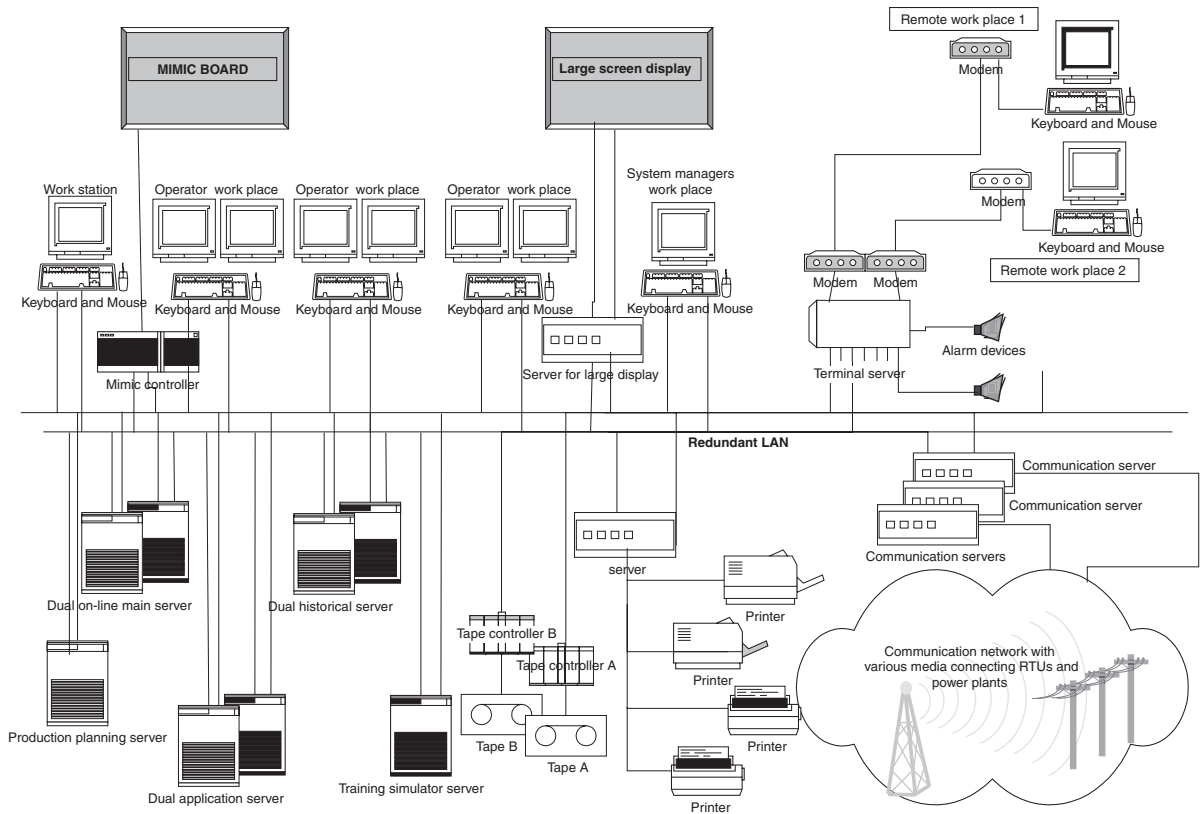 Remote work place 1
MIMIC BOARD
Large screen display
Modem
Keyboard and Mouse
Work station
Operator work place
Operator work place
Operator work place
System managers
work place
Modem
Keyboard and Mouse
Remote work place 2
Keyboard and Mouse
Keyboard and Mouse
Keyboard and Mouse
Keyboard and Mouse
Keyboard and Mouse
Modem
Modem
Mimic controller
Server for large display
Terminal server
Alarm devices
Redundant LAN
Communication server
Communication server
Communication servers
Dual on-line main server
Dual historical server
server
Printer
Tape controller B
Tape controller A
Printer
Communication network with
various media connecting RTUs and
power plants
Production planning server
Tape B
Tape A
Printer
Dual application server
Training simulator server
Printer